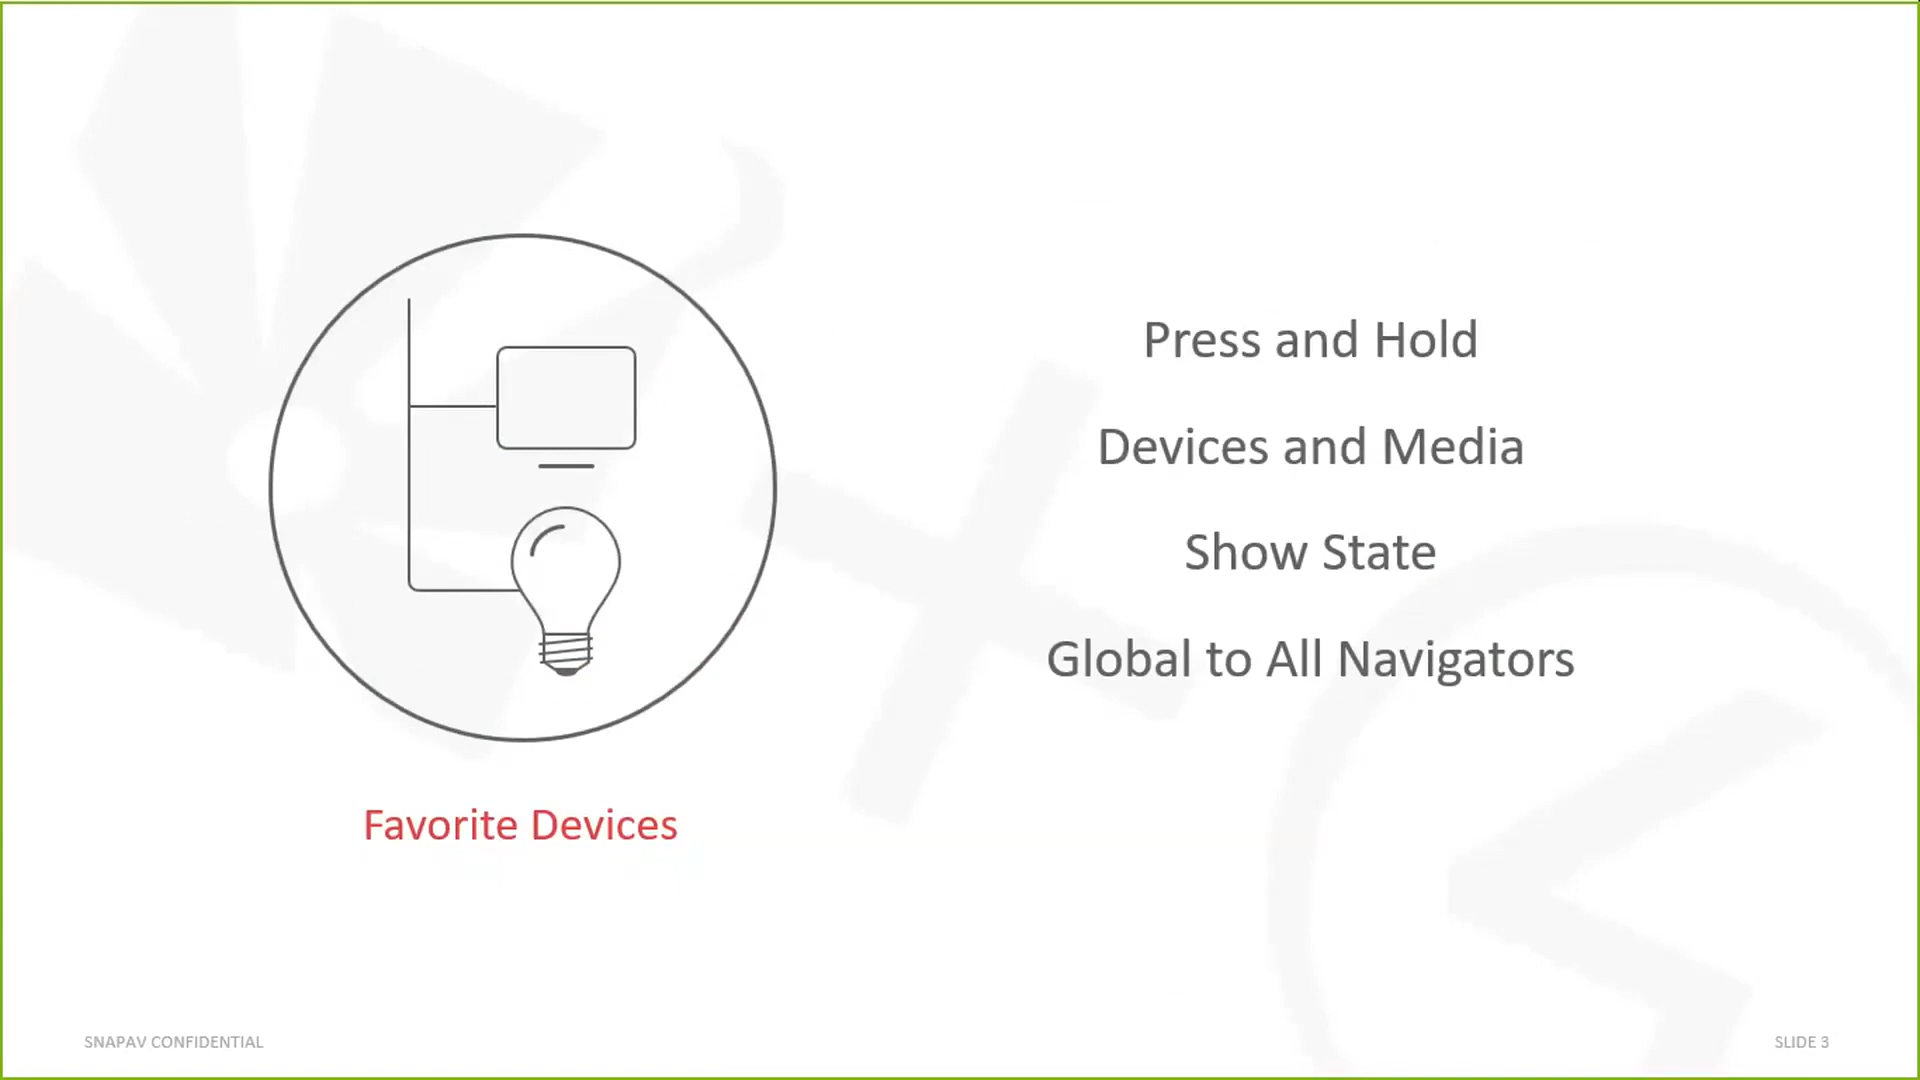 Press and Hold
Devices and Media
Show State
Global to All Navigators
Favorite Devices
SNAPAV CONFIDENTIAL
SLIDE 3